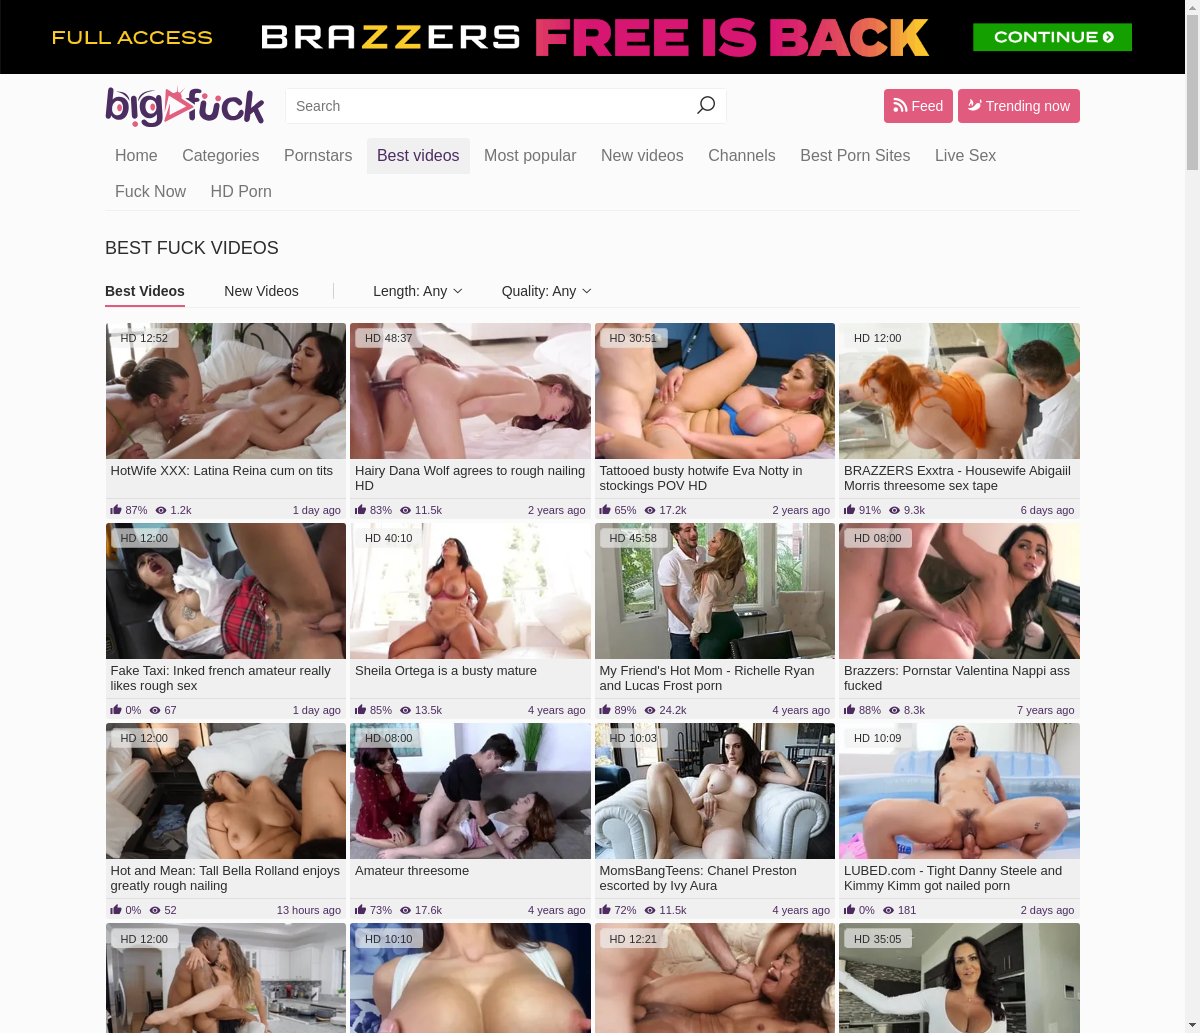 FULL ACCESS BRAZZERS FREE IS BACK CONTINUE
bigfuck Search Feed Trending now
Home Categories Pornstars Best videos Most popular New videos Channels Best Porn Sites Live Sex
Fuck Now HD Porn
BEST FUCK VIDEOS
Best Videos New Videos Length: Any Quality: Any
HD 12:52 HD 48:37 HD 30:51 HD 12:00
HotWife XXX: Latina Reina cum on tits
87% 1.2k 1 day ago
Hairy Dana Wolf agrees to rough nailing
HD
83% 11.5k 2 years ago
Tattooed busty hotwife Eva Notty in
stockings POV HD
65% 17.2k 2 years ago
BRAZZERS Exxtra - Housewife Abigaiil
Morris threesome sex tape
91% 9.3k 6 days ago
HD 12:00 HD 40:10 HD 45:58 HD 08:00
Fake Taxi: Inked french amateur really
likes rough sex
0% 67 1 day ago
Sheila Ortega is a busty mature
85% 13.5k 4 years ago
My Friend's Hot Mom - Richelle Ryan
and Lucas Frost porn
89% 24.2k 4 years ago
Brazzers: Pornstar Valentina Nappi ass
fucked
88% 8.3k 7 years ago
HD 12:00 HD 08:00 HD 10:03 HD 10:09
Hot and Mean: Tall Bella Rolland enjoys
greatly rough nailing
0% 52 13 hours ago
Amateur threesome
73% 17.6k 4 years ago
MomsBangTeens: Chanel Preston
escorted by Ivy Aura
72% 11.5k 4 years ago
LUBED.com - Tight Danny Steele and
Kimmy Kimm got nailed porn
0% 181 2 days ago
HD 12:00 HD 10:10 HD 12:21 HD 35:05